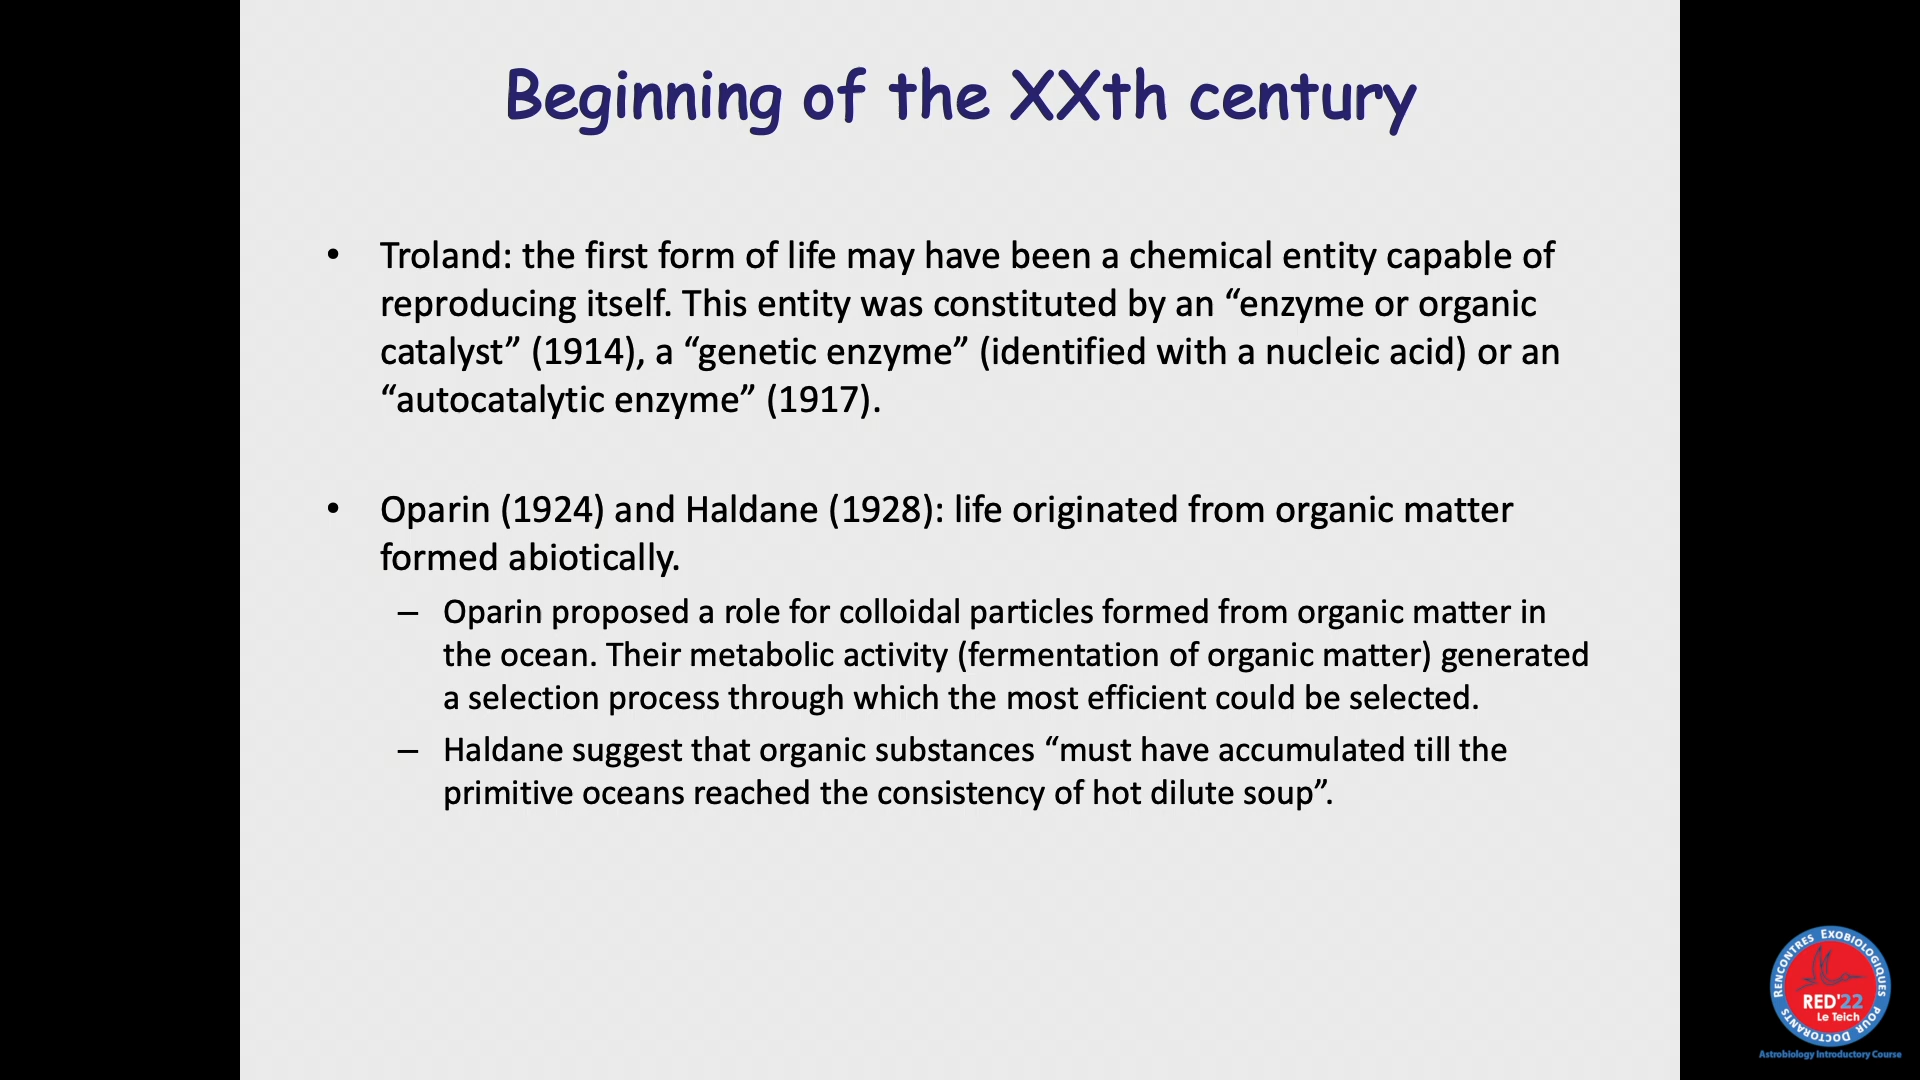 Beginning of the XXth century
• Troland: the first form of life may have been a chemical entity capable of
reproducing itself. This entity was constituted by an “enzyme or organic
catalyst” (1914), a “genetic enzyme” (identified with a nucleic acid) or an
“autocatalytic enzyme” (1917).
• Oparin (1924) and Haldane (1928): life originated from organic matter
formed abiotically.
– Oparin proposed a role for colloidal particles formed from organic matter in
the ocean. Their metabolic activity (fermentation of organic matter) generated
a selection process through which the most efficient could be selected.
– Haldane suggest that organic substances “must have accumulated till the
primitive oceans reached the consistency of hot dilute soup”.
RENCONTRES EXOBIOLOGIQUES POUR DOCTORANTS
RED'22
Le Teich
Astrobiology Introductory Course